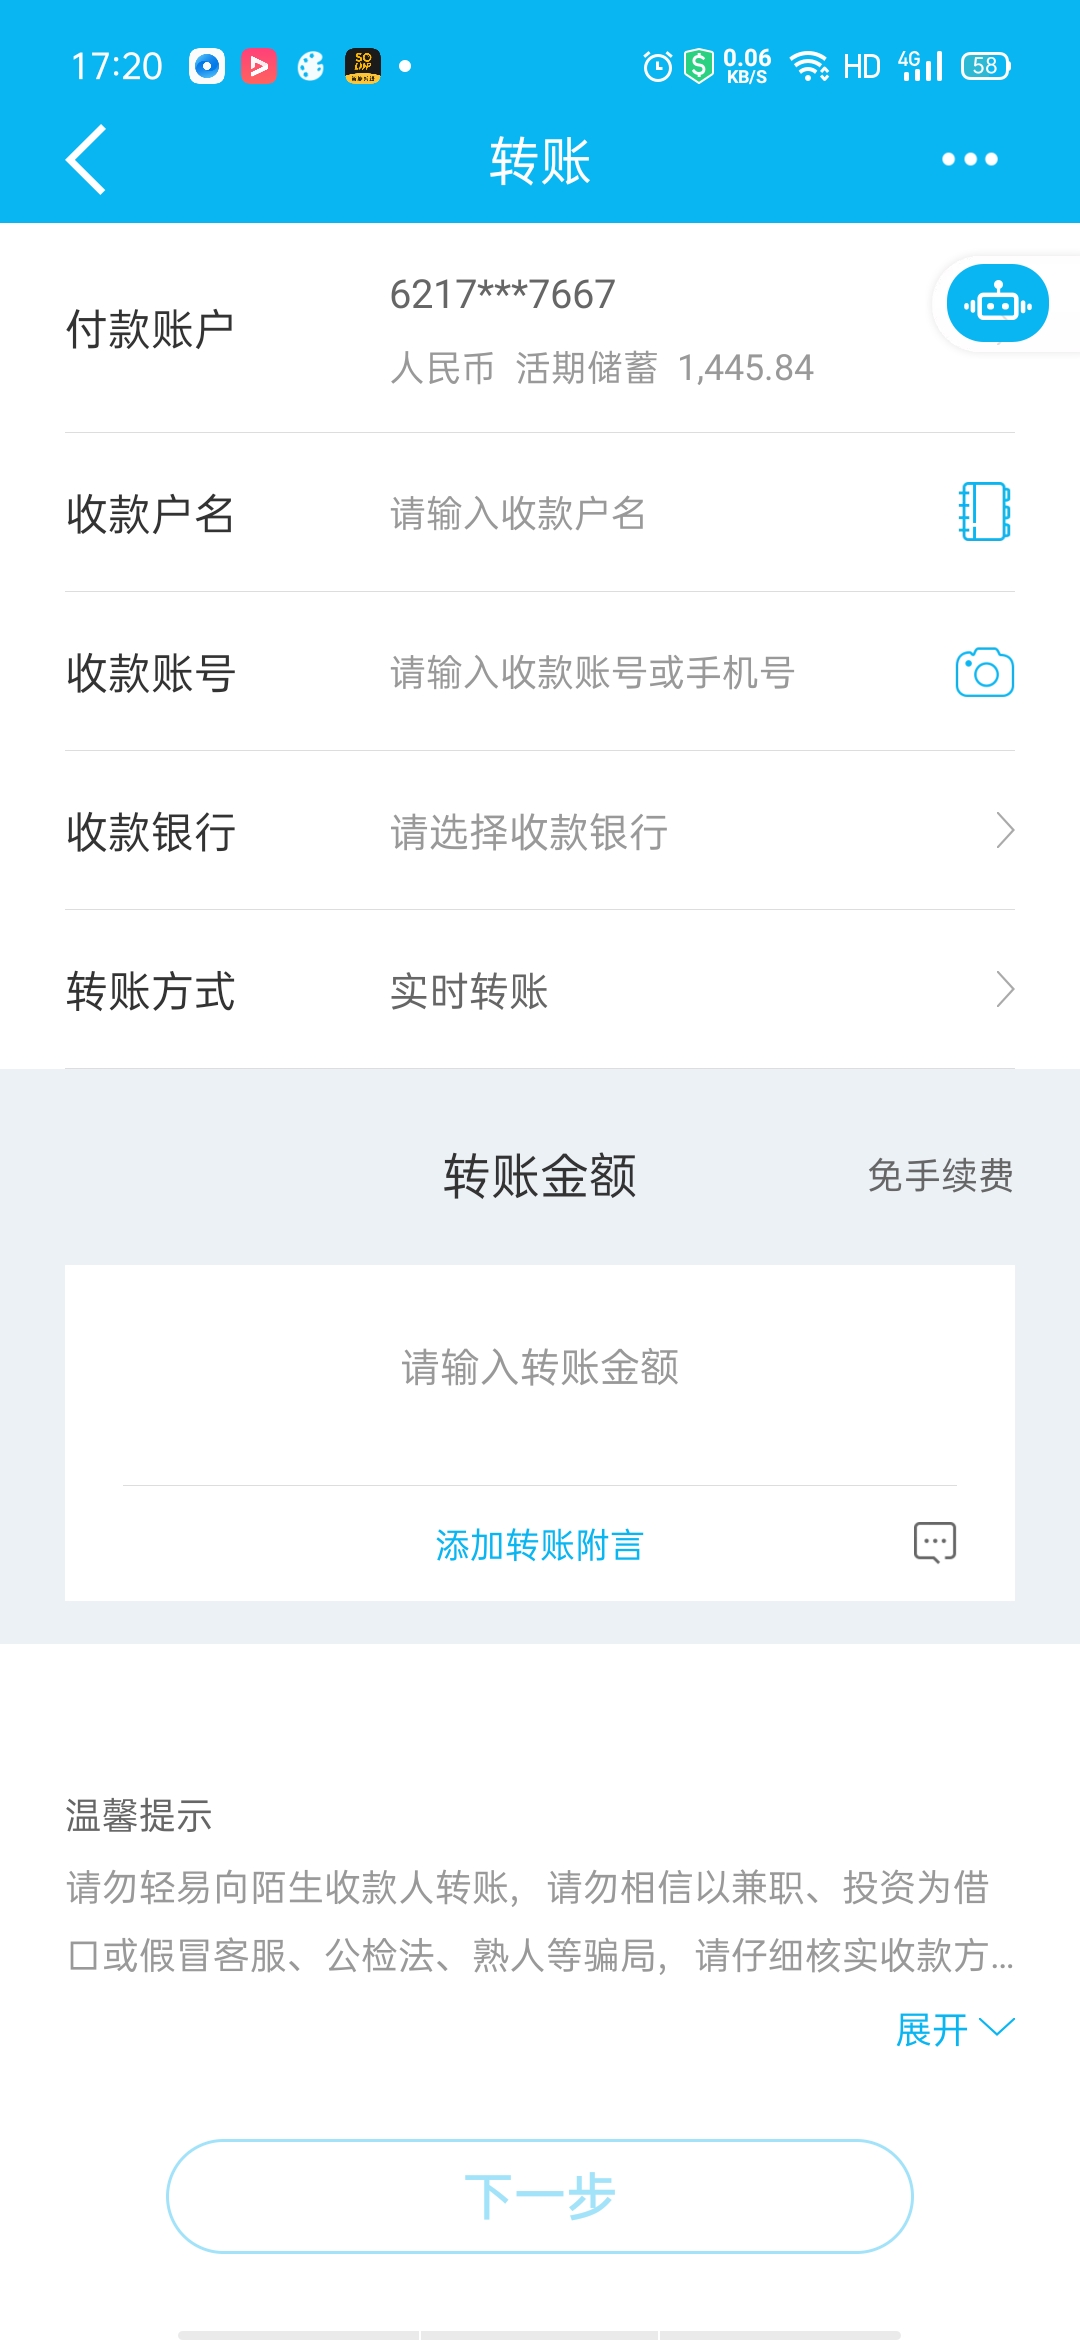 17:20
0.06
KB/S
HD
4G
58
转账
付款账户
6217***7667
人民币 活期储蓄 1,445.84
收款户名 请输入收款户名
收款账号 请输入收款账号或手机号
收款银行 请选择收款银行
转账方式 实时转账
转账金额 免手续费
请输入转账金额
添加转账附言
温馨提示
请勿轻易向陌生收款人转账，请勿相信以兼职、投资为借
口或假冒客服、公检法、熟人等骗局，请仔细核实收款方...
展开
下一步